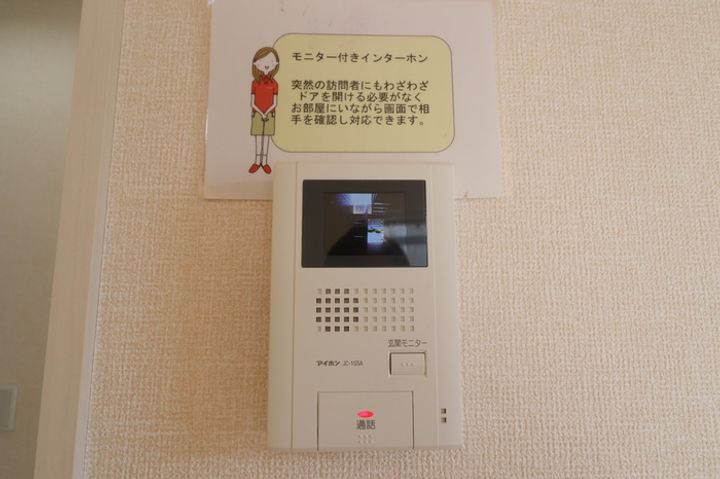 モニター付きインターホン
突然の訪問者にもわざわざ
ドアを開ける必要がなく
お部屋にいながら画面で相
手を確認し対応できます。
玄関モニター
アイホン
通話